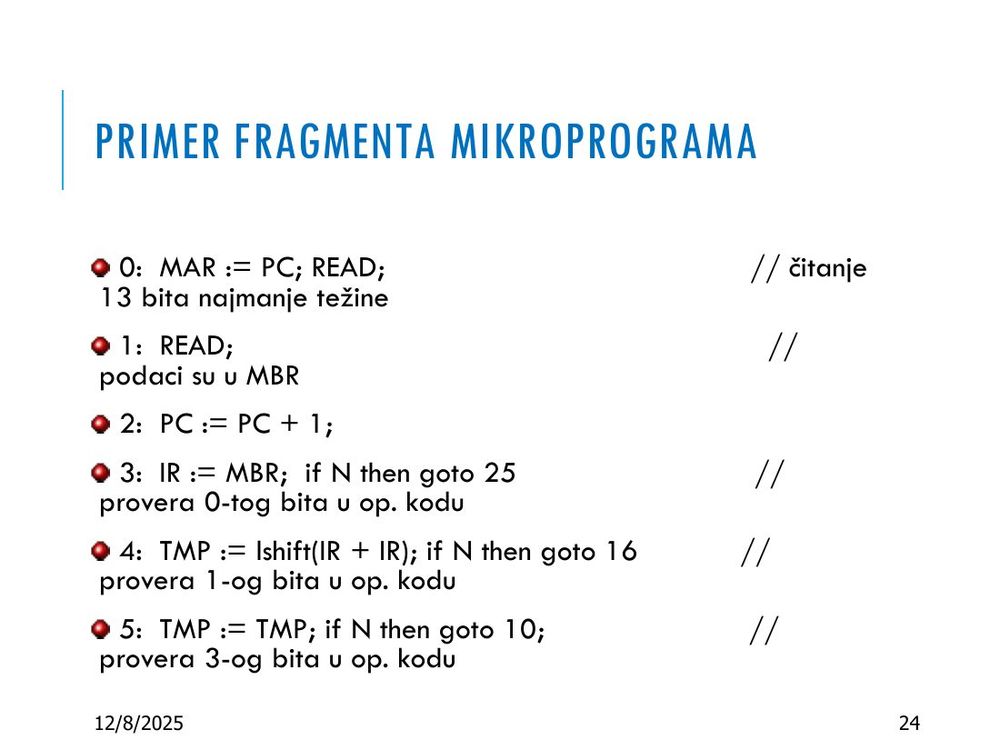 PRIMER FRAGMENTA MIKROPROGRAMA
0: MAR := PC; READ; // čitanje
13 bita najmanje težine
1: READ; //
podaci su u MBR
2: PC := PC + 1;
3: IR := MBR; if N then goto 25 //
provera 0-tog bita u op. kodu
4: TMP := lshift(IR + IR); if N then goto 16 //
provera 1-og bita u op. kodu
5: TMP := TMP; if N then goto 10; //
provera 3-og bita u op. kodu
12/8/2025
24